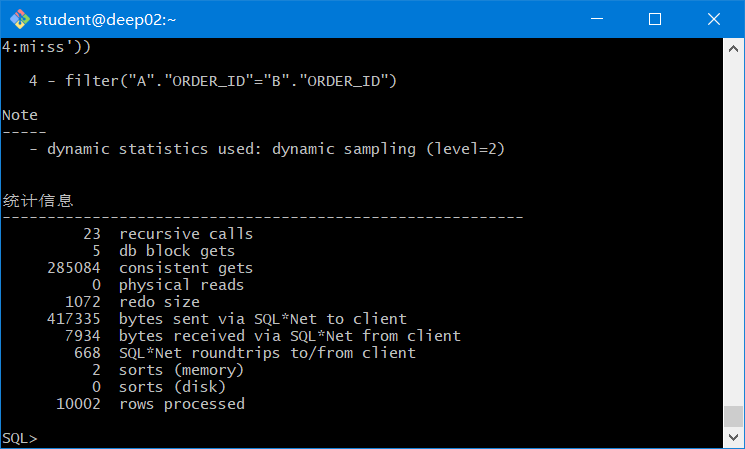 student@deep02:~
4:mi:ss'))
4 - filter("A"."ORDER_ID"="B"."ORDER_ID")
Note
-----
- dynamic statistics used: dynamic sampling (level=2)
统计信息
----------------------------------------------------------
23 recursive calls
5 db block gets
285084 consistent gets
0 physical reads
1072 redo size
417335 bytes sent via SQL*Net to client
7934 bytes received via SQL*Net from client
668 SQL*Net roundtrips to/from client
2 sorts (memory)
0 sorts (disk)
10002 rows processed
SQL>